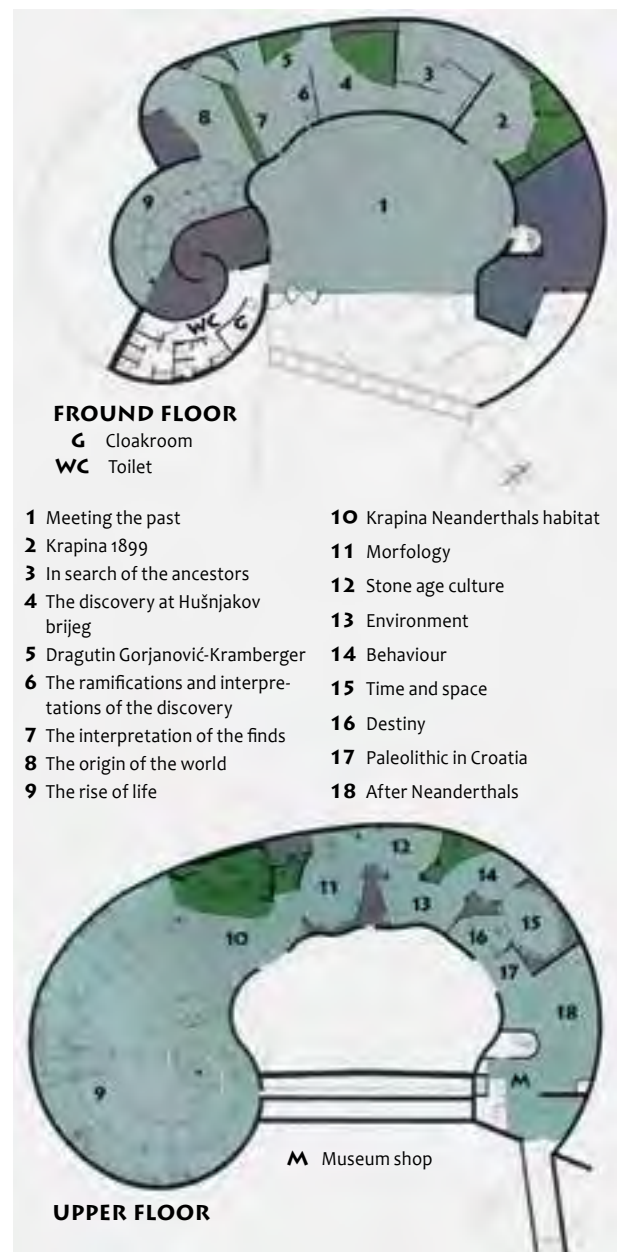 5
4
3
6
2
8
7
9
1
WC
G
FROUND FLOOR
G Cloakroom
WC Toilet
1 Meeting the past
2 Krapina 1899
3 In search of the ancestors
4 The discovery at Hušnjakov
brijeg
5 Dragutin Gorjanović-Kramberger
6 The ramifications and interpre-
tations of the discovery
7 The interpretation of the finds
8 The origin of the world
9 The rise of life
10 Krapina Neanderthals habitat
11 Morfology
12 Stone age culture
13 Environment
14 Behaviour
15 Time and space
16 Destiny
17 Paleolithic in Croatia
18 After Neanderthals
12
11
14
13
15
10
16
17
18
M
9
M Museum shop
UPPER FLOOR